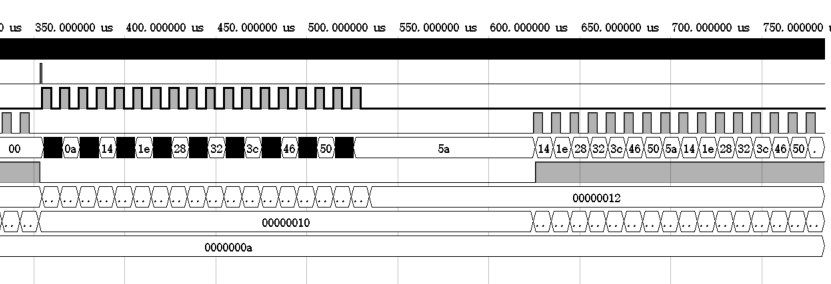 0 us 350.000000 us 400.000000 us 450.000000 us 500.000000 us 550.000000 us 600.000000 us 650.000000 us 700.000000 us 750.000000 u
00 0a 14 1e 28 32 3c 46 50 5a 14 1e 28 32 3c 46 50 5a 14 1e 28 32 3c 46 50 .
.. .. .. .. .. .. .. .. .. .. .. .. .. .. .. .. .. .. 00000012
.. .. 00000010 .. .. .. .. .. .. .. .. .. .. .. .. .. .. .. ..
0000000a